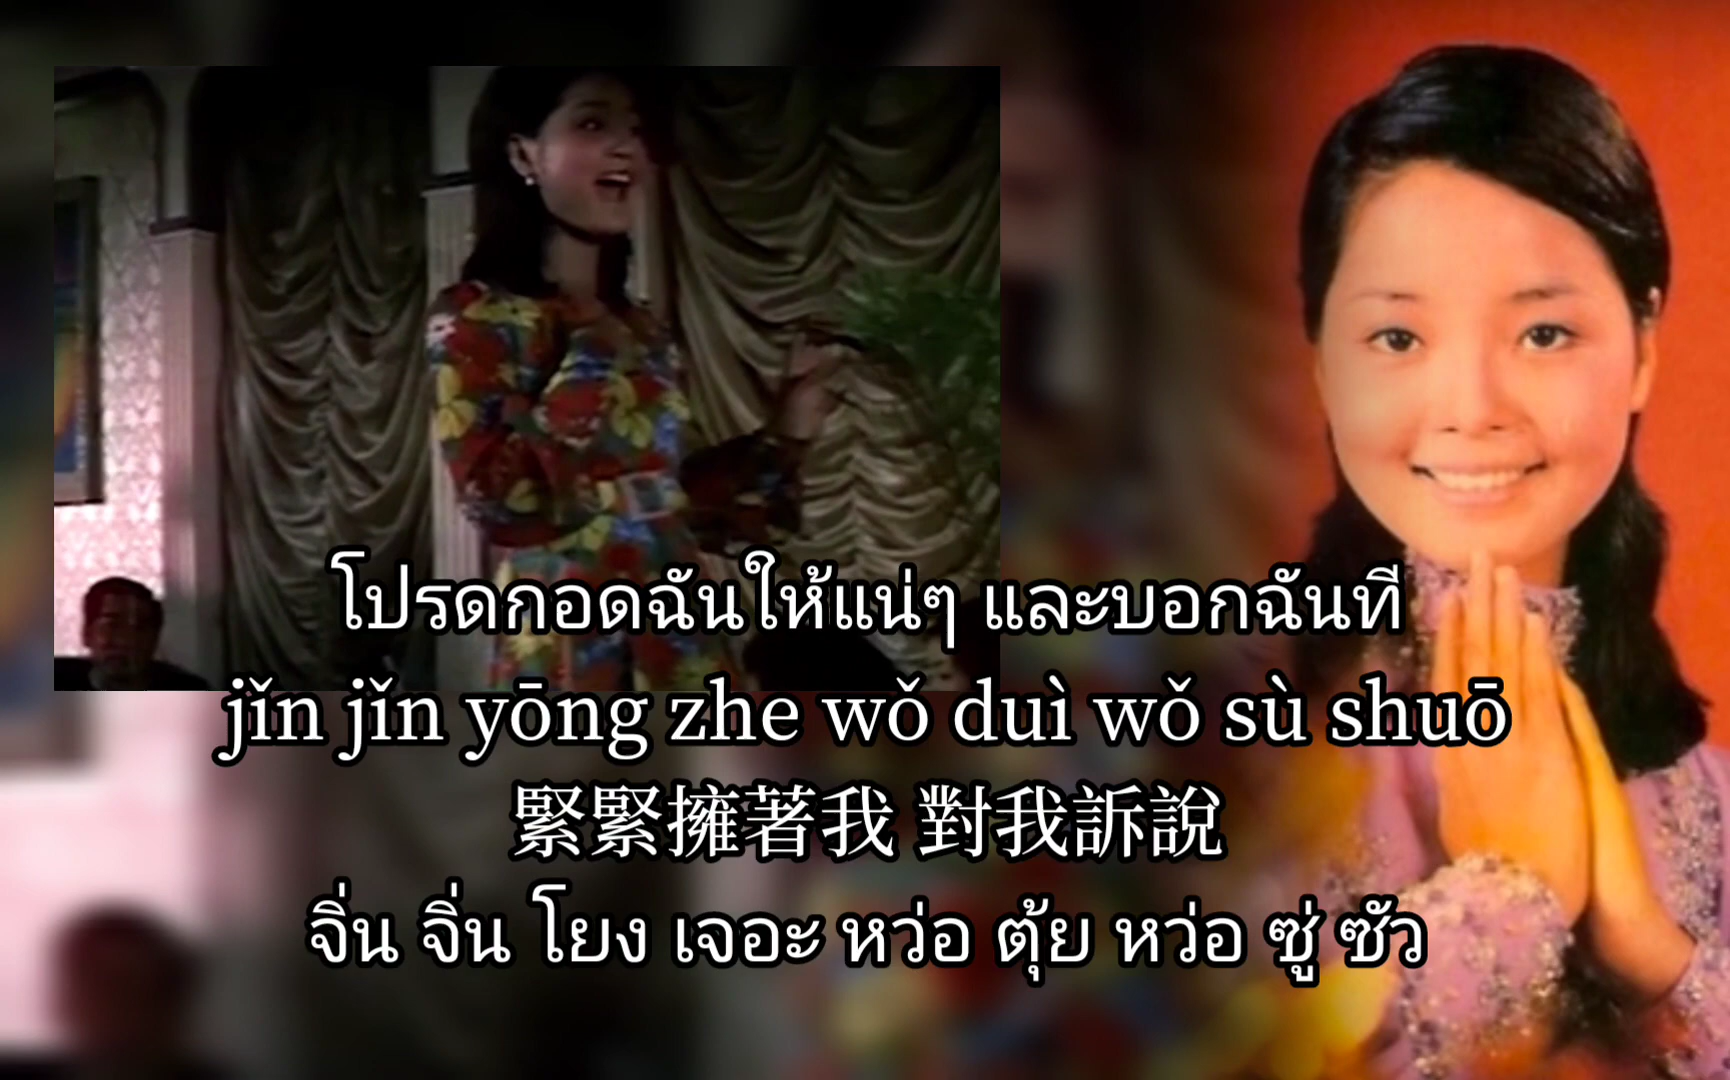 โปรดกอดฉันให้แน่ๆ และบอกฉันที
jǐn jǐn yōng zhe wǒ duì wǒ sù shuō
緊緊擁著我 對我訴說
จิ่น จิ่น โยง เจอะ หว่อ ตุ้ย หว่อ ซู่ ซัว